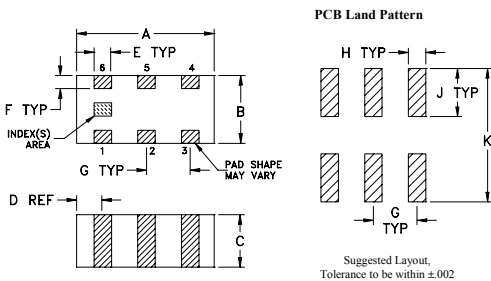 PCB Land Pattern
A
E TYP
6 5 4
F TYP
B
INDEX(S)
AREA
1 2 3
G TYP
PAD SHAPE
MAY VARY
D REF
C
H TYP
J TYP
K
G
TYP
Suggested Layout,
Tolerance to be within ±.002